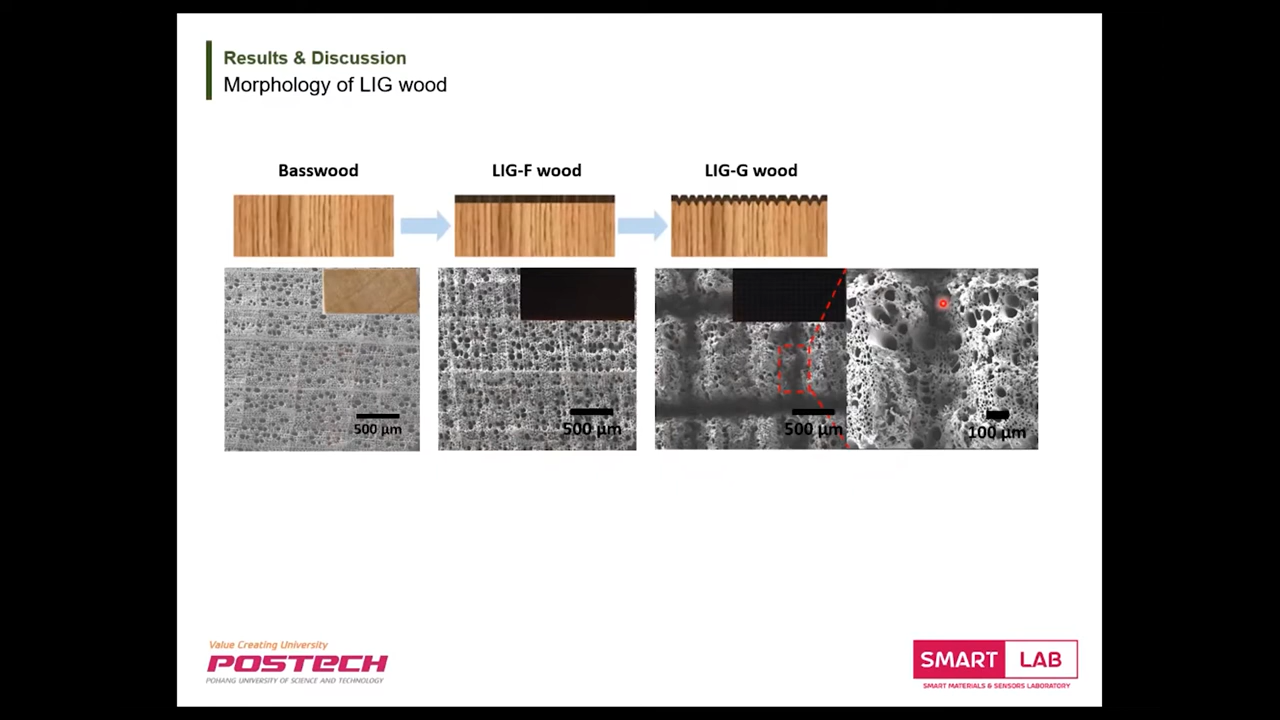 Results & Discussion
Morphology of LIG wood
Basswood
LIG-F wood
LIG-G wood
500 µm
500 µm
500 µm
100 µm
Value Creating University
POSTECH
POHANG UNIVERSITY OF SCIENCE AND TECHNOLOGY
SMART LAB
SMART MATERIALS & SENSORS LABORATORY